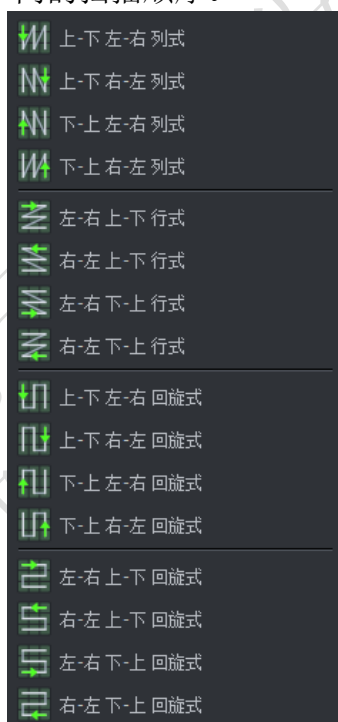 上-下 左-右 列式
上-下 右-左 列式
下-上 左-右 列式
下-上 右-左 列式
左-右 上-下 行式
右-左 上-下 行式
左-右 下-上 行式
右-左 下-上 行式
上-下 左-右 回旋式
上-下 右-左 回旋式
下-上 左-右 回旋式
下-上 右-左 回旋式
左-右 上-下 回旋式
右-左 上-下 回旋式
左-右 下-上 回旋式
右-左 下-上 回旋式